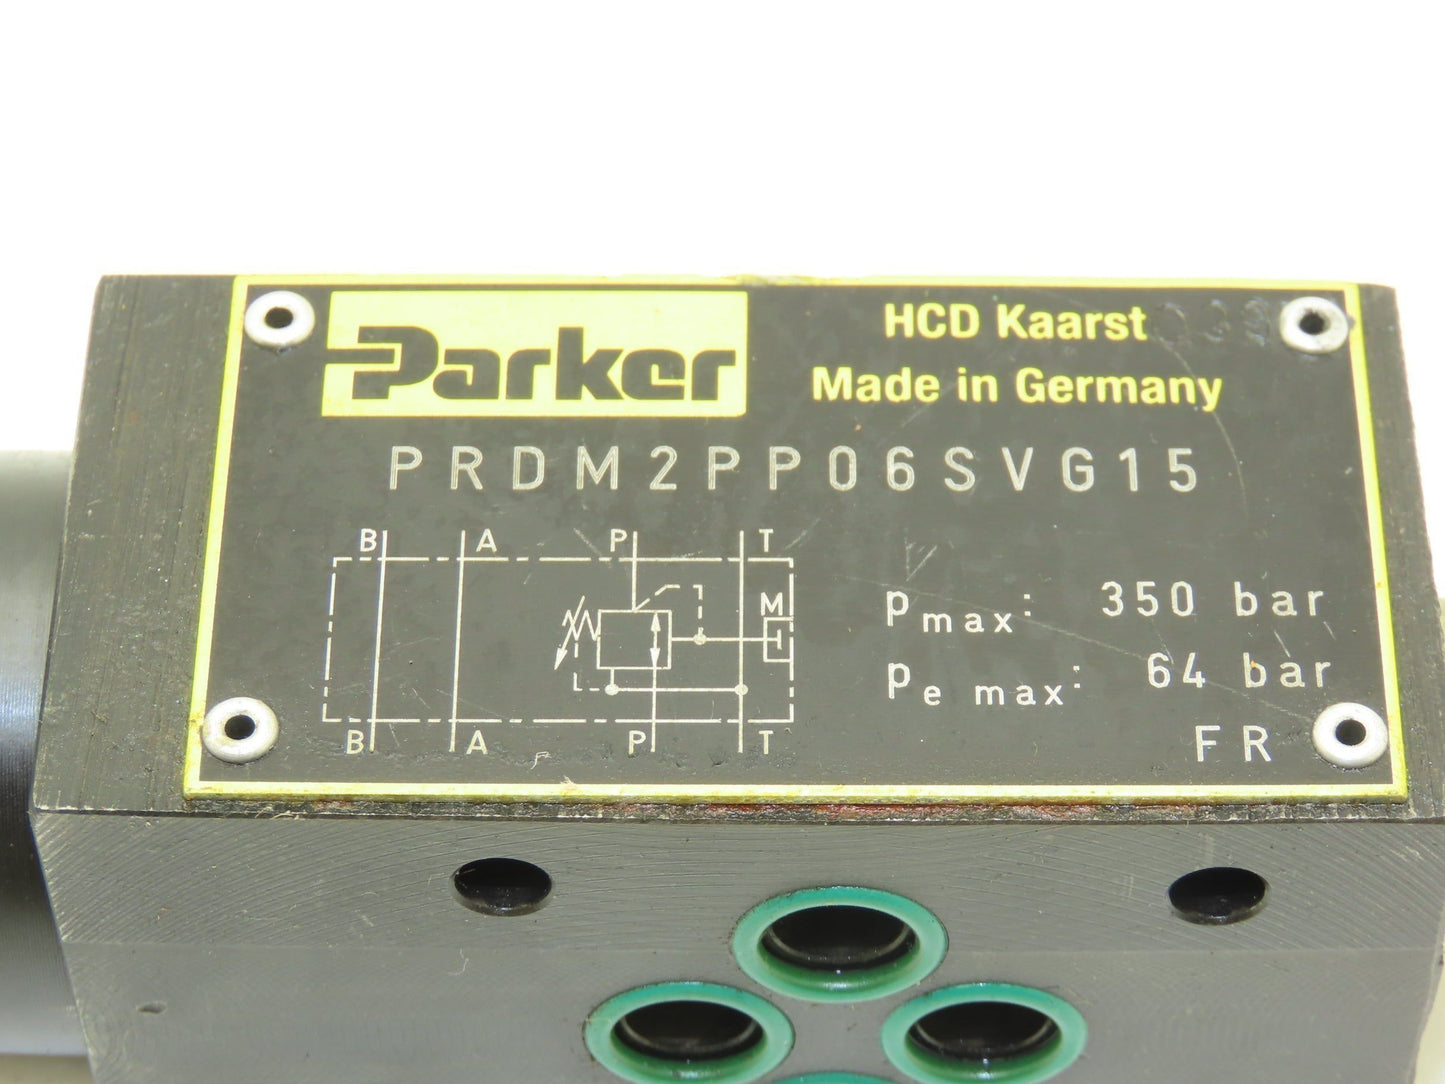 Parker
HCD Kaarst
Made in Germany
PRDM2PP06SVG15
B A P T
M
B A P T
pmax: 350 bar
pe max: 64 bar
FR